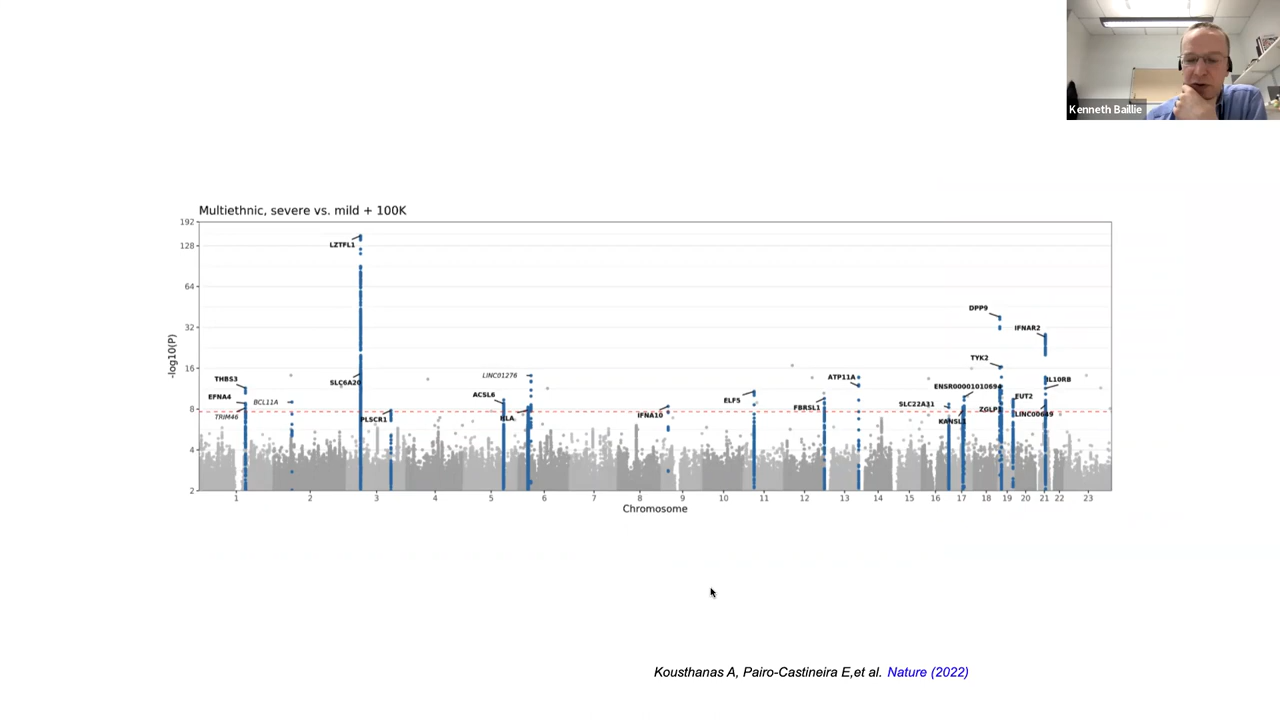 Kenneth Baillie
Multiethnic, severe vs. mild + 100K
-log10(P)
192
128
64
32
16
8
4
2
LZTFL1
DPP9
IFNAR2
TYK2
LINC01276
THBS3
ATP11A
IL10RB
SLC6A20
ENSR00001010694
EFNA4
BCL11A
ACSL6
ELF5
FUT2
FBRSL1
SLC22A31
ZGLP1
TRIM46
PLSCR1
HLA
IFNA10
KANSL1
LINC00649
1 2 3 4 5 6 7 8 9 10 11 12 13 14 15 16 17 18 19 20 21 22 23
Chromosome
Kousthanas A, Pairo-Castineira E,et al. Nature (2022)